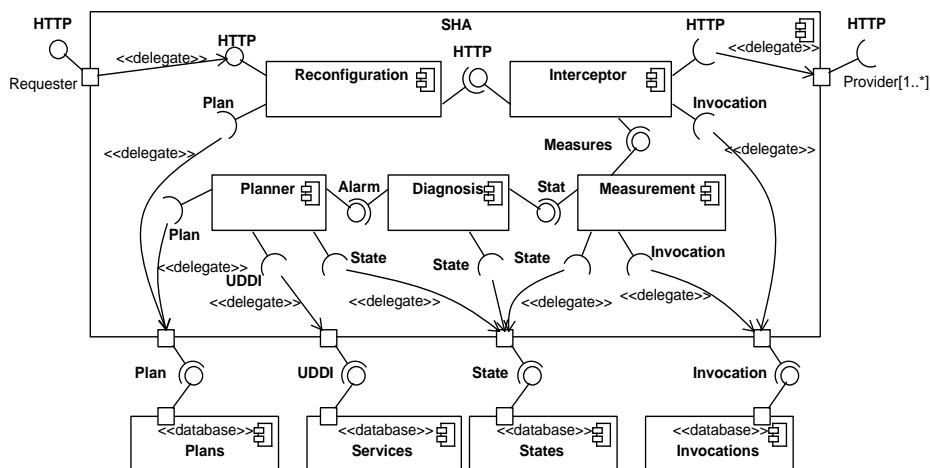 SHA
HTTP
HTTP
<<delegate>>
HTTP
HTTP
HTTP
<<delegate>>
Requester
Reconfiguration
Interceptor
Provider[1..*]
Plan
Invocation
<<delegate>>
Measures
<<delegate>>
Planner
Alarm
Diagnosis
Stat
Measurement
Plan
State
State
State
Invocation
<<delegate>>
UDDI
<<delegate>>
<<delegate>>
<<delegate>>
<<delegate>>
Plan
UDDI
State
Invocation
<<database>>
Plans
<<database>>
Services
<<database>>
States
<<database>>
Invocations